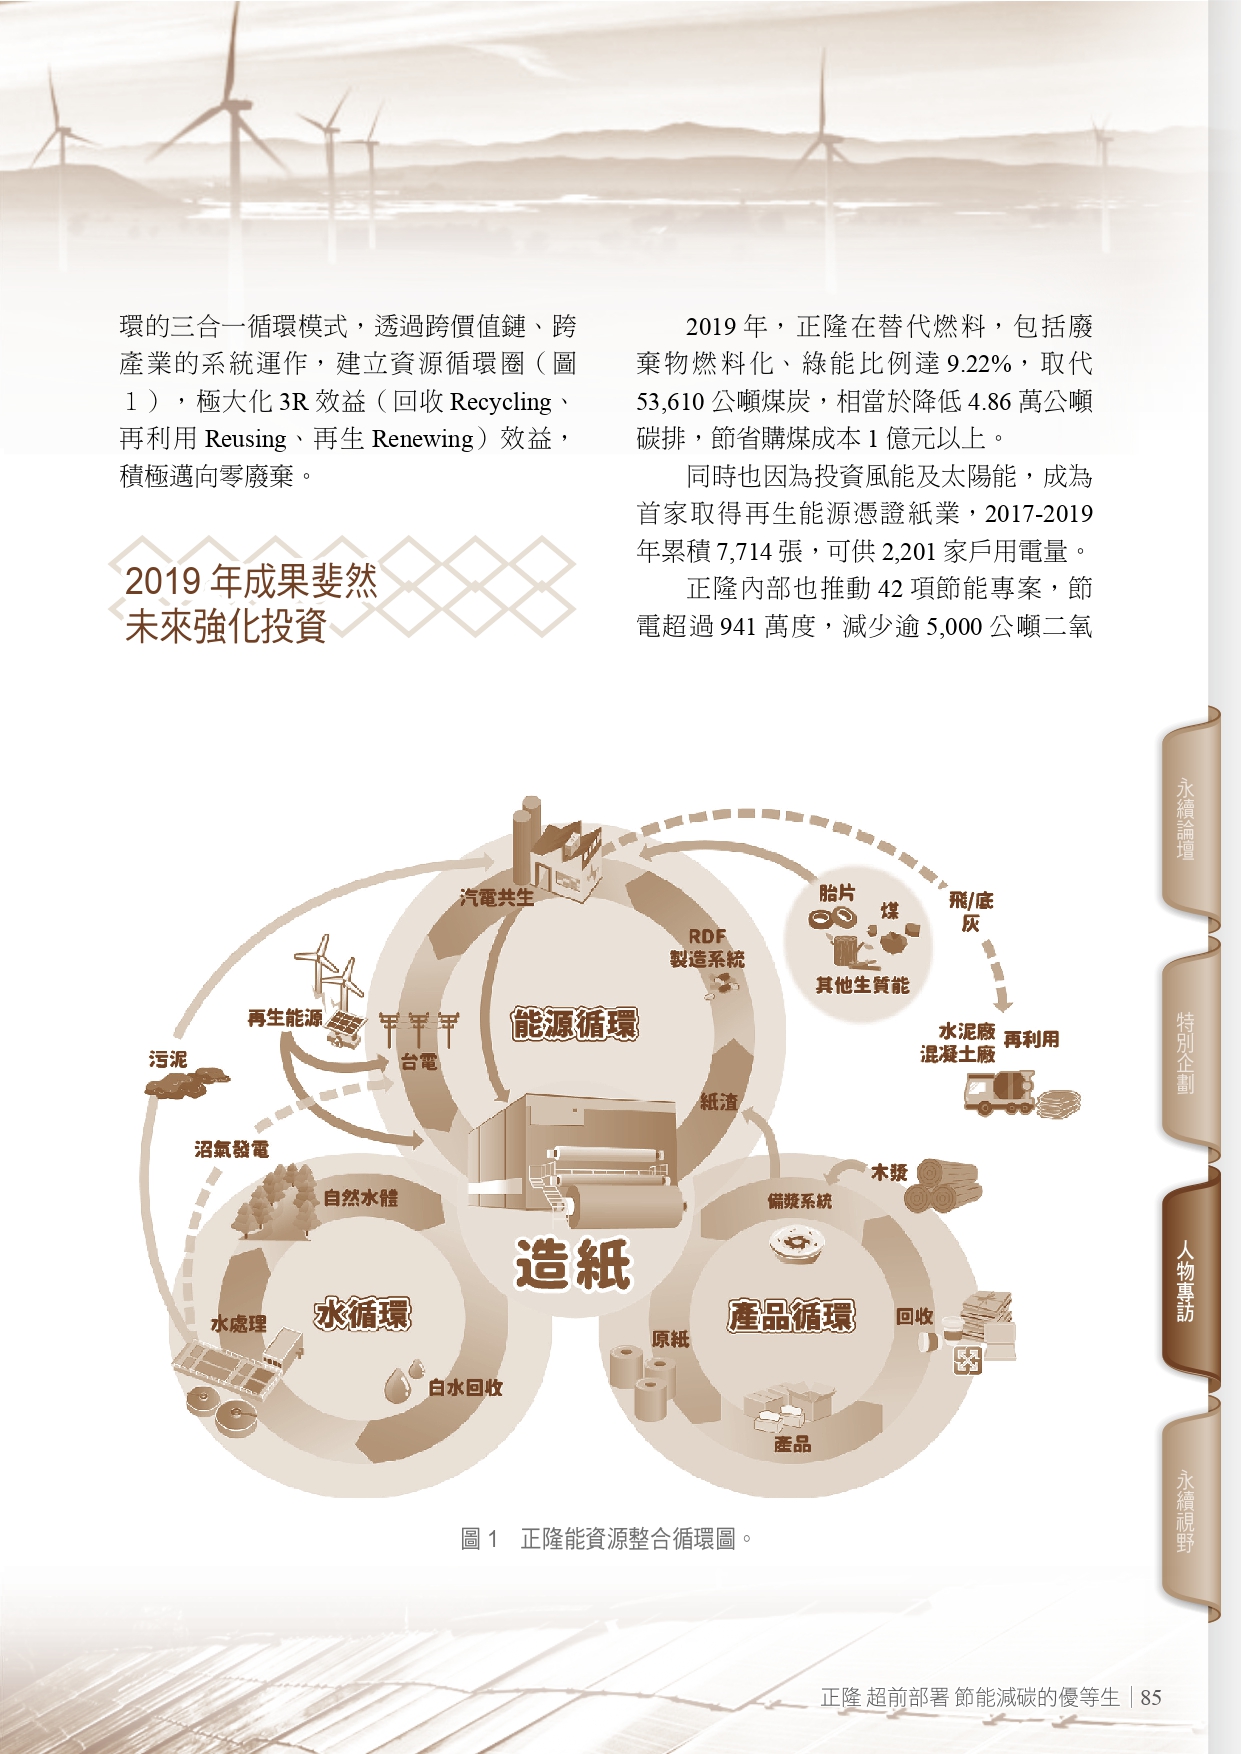 環的三合一循環模式，透過跨價值鏈、跨
產業的系統運作，建立資源循環圈（圖
１），極大化 3R 效益（回收 Recycling、
再利用 Reusing、再生 Renewing）效益，
積極邁向零廢棄。
2019 年成果斐然
未來強化投資
2019 年，正隆在替代燃料，包括廢
棄物燃料化、綠能比例達 9.22%，取代
53,610 公噸煤炭，相當於降低 4.86 萬公噸
碳排，節省購煤成本 1 億元以上。
同時也因為投資風能及太陽能，成為
首家取得再生能源憑證紙業，2017-2019
年累積 7,714 張，可供 2,201 家戶用電量。
正隆內部也推動 42 項節能專案，節
電超過 941 萬度，減少逾 5,000 公噸二氧
汽電共生
RDF
製造系統
胎片
煤
其他生質能
飛/底
灰
水泥廠
混凝土廠
再利用
再生能源
台電
能源循環
污泥
紙渣
沼氣發電
自然水體
造紙
備漿系統
木漿
水處理
水循環
白水回收
產品循環
回收
原紙
產品
圖 1　正隆能資源整合循環圖。
永續論壇
特別企劃
人物專訪
永續視野
正隆 超前部署 節能減碳的優等生｜85